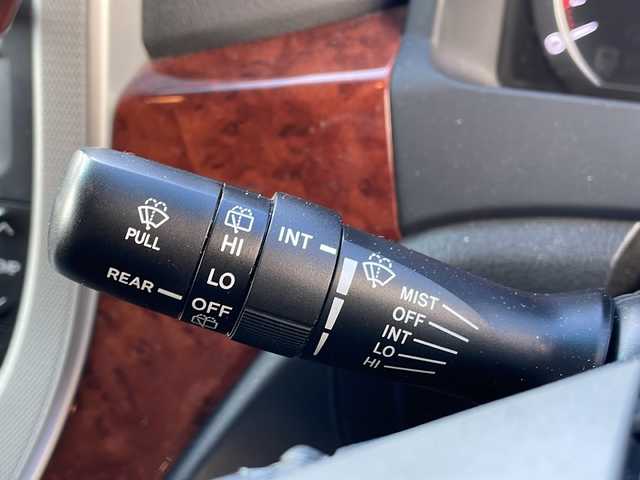 PULL
REAR
HI
LO
OFF
INT
MIST
OFF
INT
LO
HI